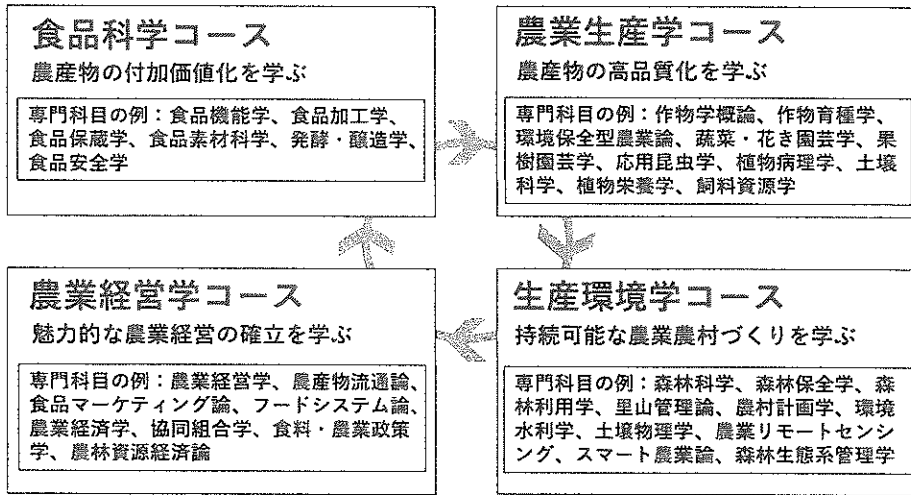 食品科学コース
農産物の付加価値化を学ぶ
専門科目の例：食品機能学、食品加工学、
食品保蔵学、食品素材科学、発酵・醸造学、
食品安全学
農業生産学コース
農産物の高品質化を学ぶ
専門科目の例：作物学概論、作物育種学、
環境保全型農業論、蔬菜・花き園芸学、果
樹園芸学、応用昆虫学、植物病理学、土壌
科学、植物栄養学、飼料資源学
農業経営学コース
魅力的な農業経営の確立を学ぶ
専門科目の例：農業経営学、農産物流通論、
食品マーケティング論、フードシステム論、
農業経済学、協同組合学、食料・農業政策
学、農林資源経済論
生産環境学コース
持続可能な農業農村づくりを学ぶ
専門科目の例：森林科学、森林保全学、森
林利用学、里山管理論、農村計画学、環境
水利学、土壌物理学、農業リモートセンシ
ング、スマート農業論、森林生態系管理学